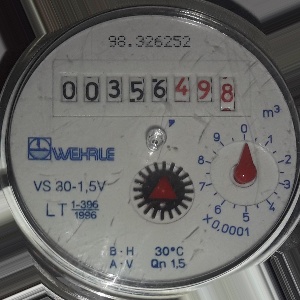 98.326252
00356498
m³
WEHRLE
VS 20-1,5V
LT 1-396
1996
0 1 2 3 4 5 6 7 8 9
X 0,0001
B·H 30°C
A·V Qn 1,5